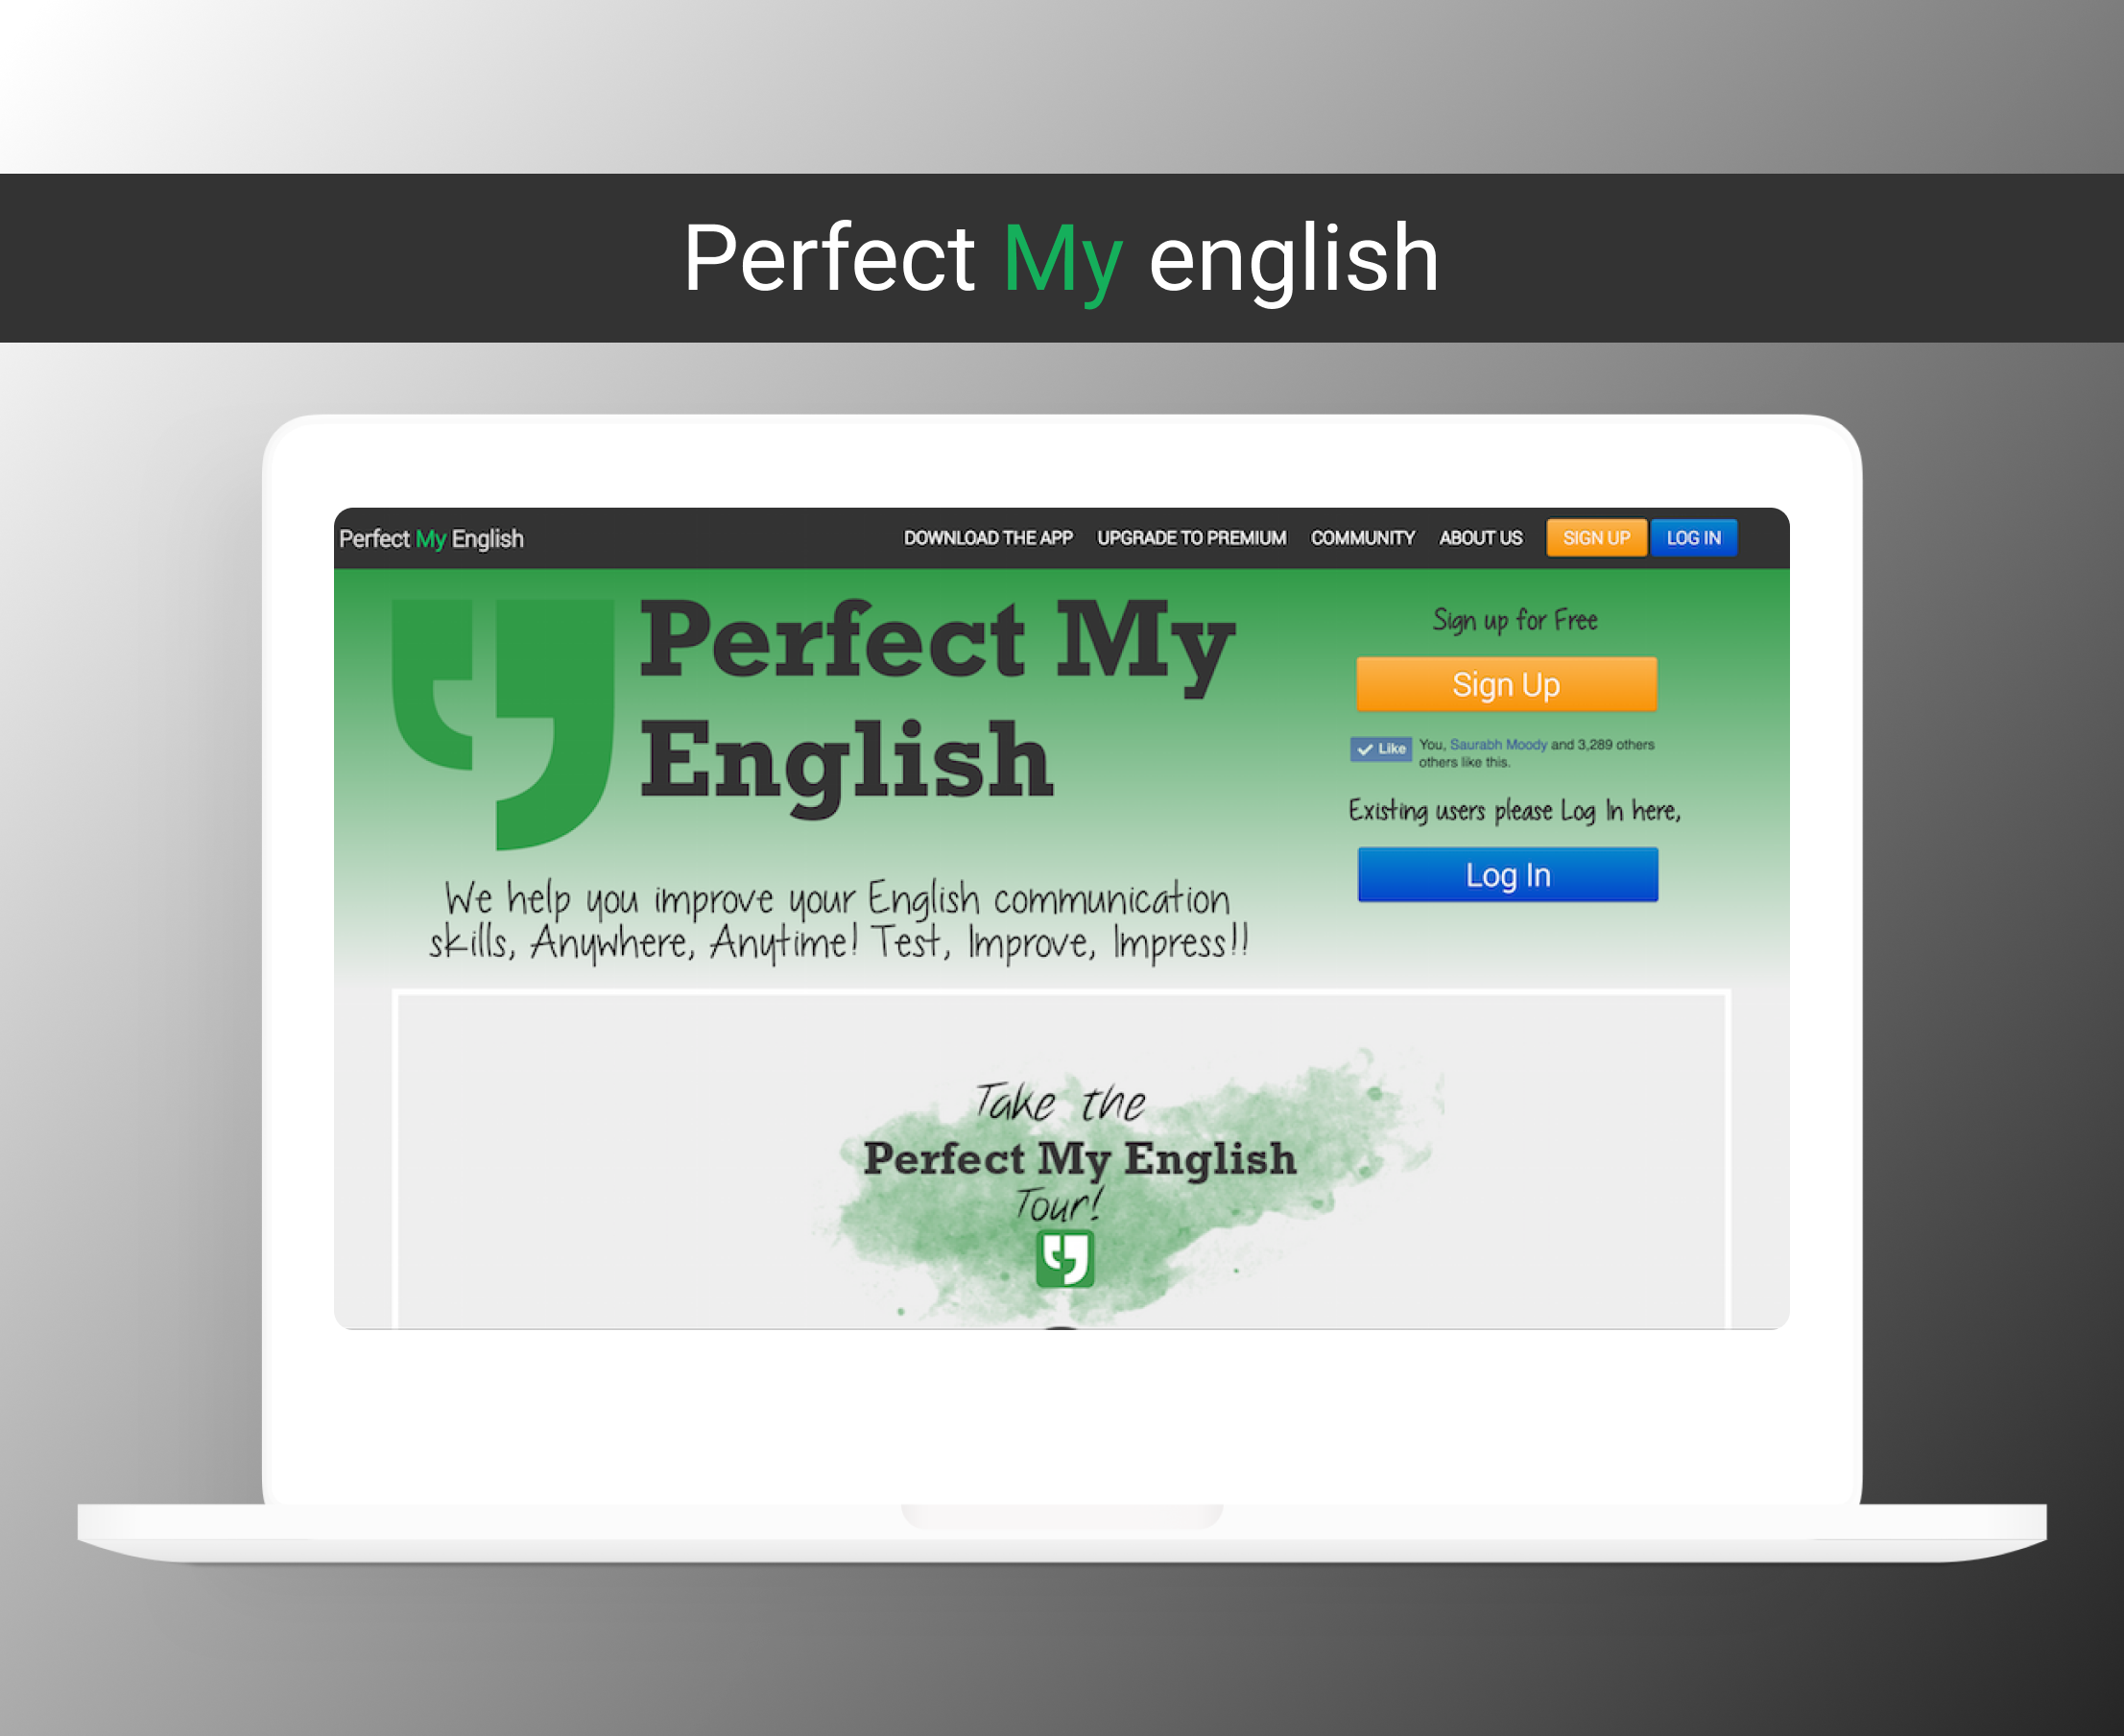 Perfect My english
Perfect My English
DOWNLOAD THE APP UPGRADE TO PREMIUM COMMUNITY ABOUT US SIGN UP LOG IN
Perfect My
English
We help you improve your English communication
skills, Anywhere, Anytime! Test, Improve, Impress!!
Sign up for Free
Sign Up
Like You, Saurabh Moody and 3,289 others
others like this.
Existing users please Log In here,
Log In
Take the
Perfect My English
Tour!